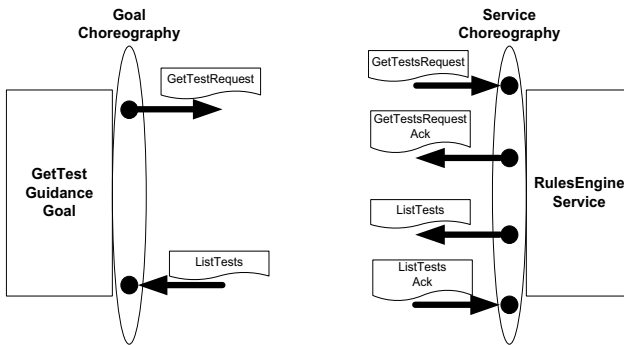 Goal
Choreography
GetTestRequest
GetTest
Guidance
Goal
ListTests
Service
Choreography
GetTestsRequest
GetTestsRequest
Ack
ListTests
ListTests
Ack
RulesEngine
Service